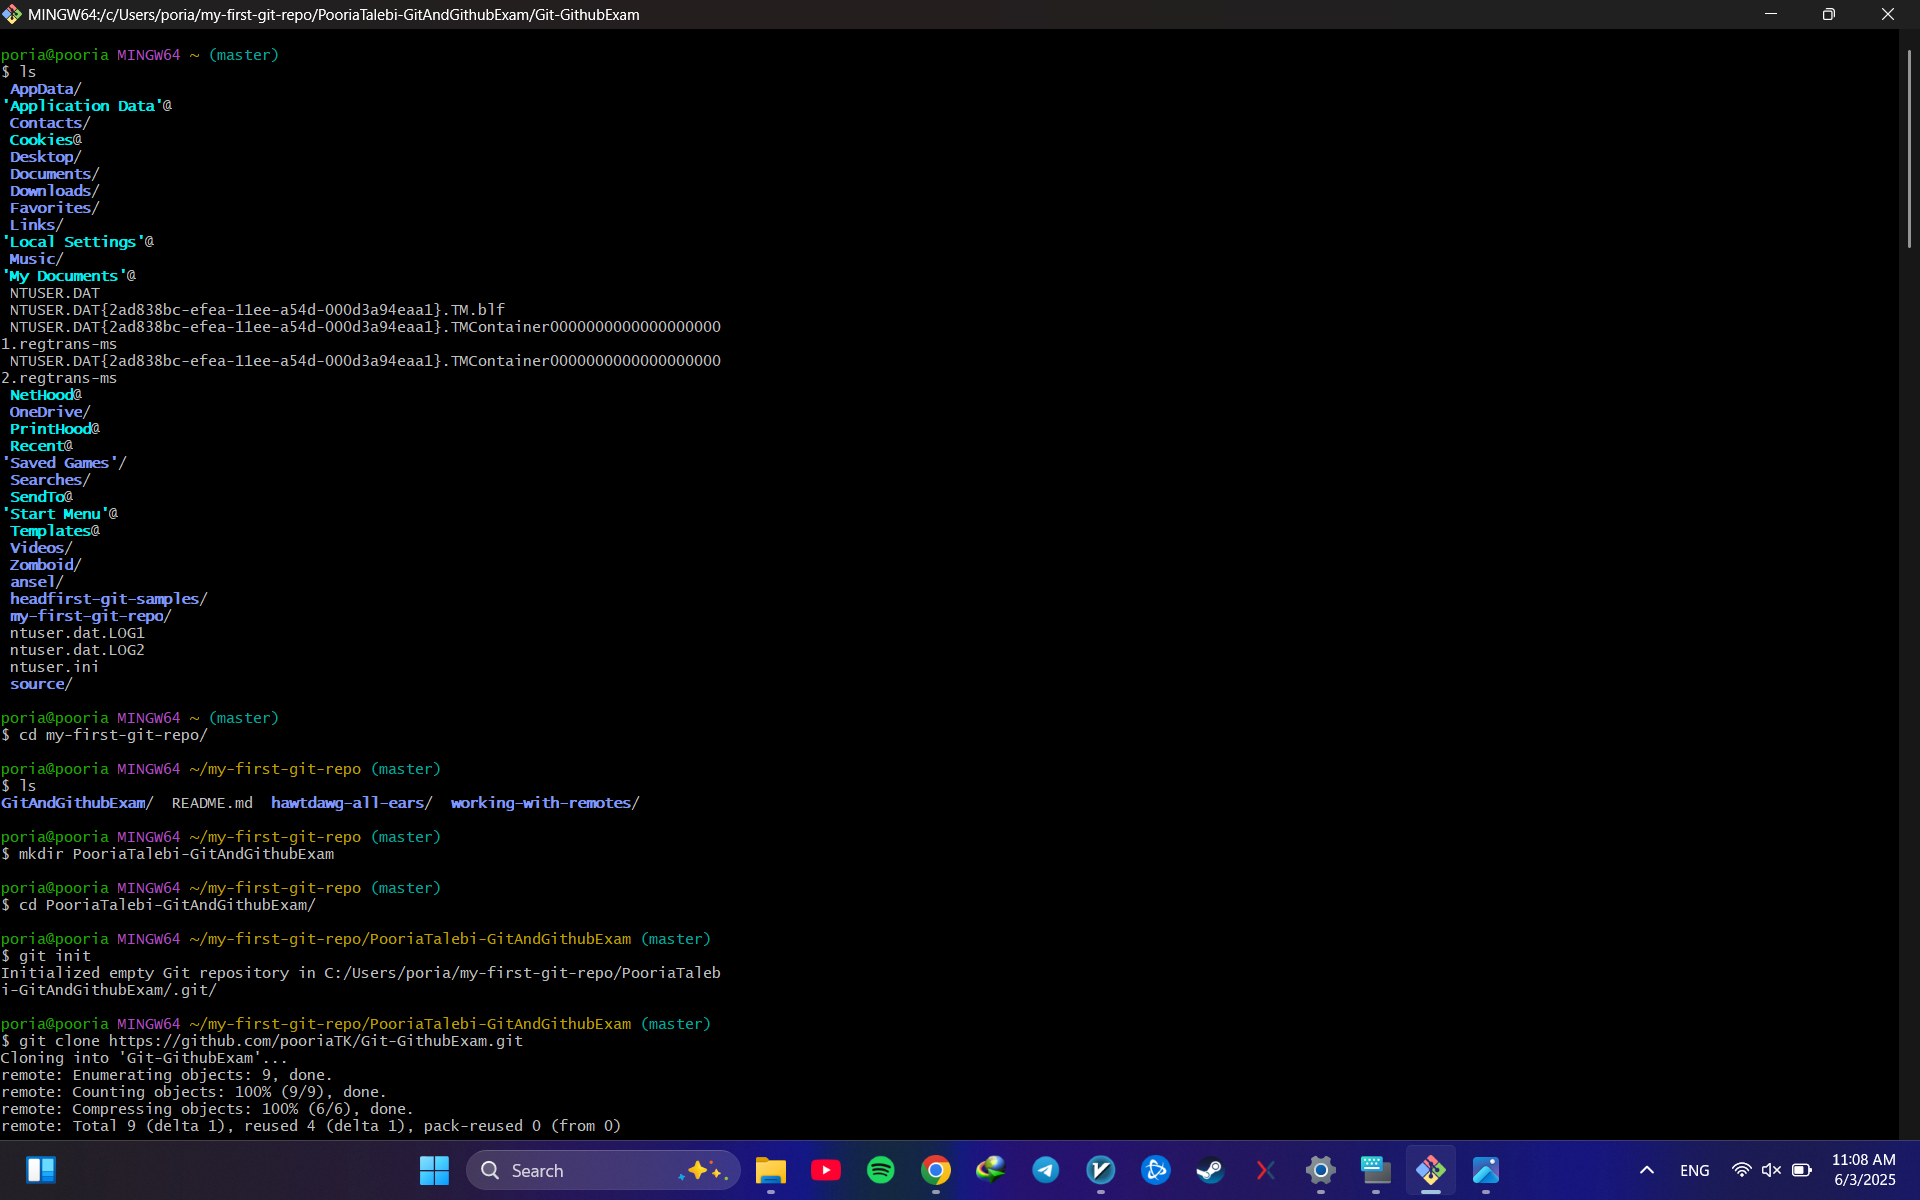 MINGW64:/c/Users/poria/my-first-git-repo/PooriaTalebi-GitAndGithubExam/Git-GithubExam
poria@pooria MINGW64 ~ (master)
$ ls
AppData/
'Application Data'@
Contacts/
Cookies@
Desktop/
Documents/
Downloads/
Favorites/
Links/
'Local Settings'@
Music/
'My Documents'@
NTUSER.DAT
NTUSER.DAT{2ad838bc-efea-11ee-a54d-000d3a94eaa1}.TM.blf
NTUSER.DAT{2ad838bc-efea-11ee-a54d-000d3a94eaa1}.TMContainer0000000000000000000
1.regtrans-ms
NTUSER.DAT{2ad838bc-efea-11ee-a54d-000d3a94eaa1}.TMContainer0000000000000000000
2.regtrans-ms
NetHood@
OneDrive/
PrintHood@
Recent@
'Saved Games'/
Searches/
SendTo@
'Start Menu'@
Templates@
Videos/
Zomboid/
ansel/
headfirst-git-samples/
my-first-git-repo/
ntuser.dat.LOG1
ntuser.dat.LOG2
ntuser.ini
source/
poria@pooria MINGW64 ~ (master)
$ cd my-first-git-repo/
poria@pooria MINGW64 ~/my-first-git-repo (master)
$ ls
GitAndGithubExam/  README.md  hawtdawg-all-ears/  working-with-remotes/
poria@pooria MINGW64 ~/my-first-git-repo (master)
$ mkdir PooriaTalebi-GitAndGithubExam
poria@pooria MINGW64 ~/my-first-git-repo (master)
$ cd PooriaTalebi-GitAndGithubExam/
poria@pooria MINGW64 ~/my-first-git-repo/PooriaTalebi-GitAndGithubExam (master)
$ git init
Initialized empty Git repository in C:/Users/poria/my-first-git-repo/PooriaTaleb
i-GitAndGithubExam/.git/
poria@pooria MINGW64 ~/my-first-git-repo/PooriaTalebi-GitAndGithubExam (master)
$ git clone https://github.com/pooriaTK/Git-GithubExam.git
Cloning into 'Git-GithubExam'...
remote: Enumerating objects: 9, done.
remote: Counting objects: 100% (9/9), done.
remote: Compressing objects: 100% (6/6), done.
remote: Total 9 (delta 1), reused 4 (delta 1), pack-reused 0 (from 0)
Search
ENG
11:08 AM
6/3/2025